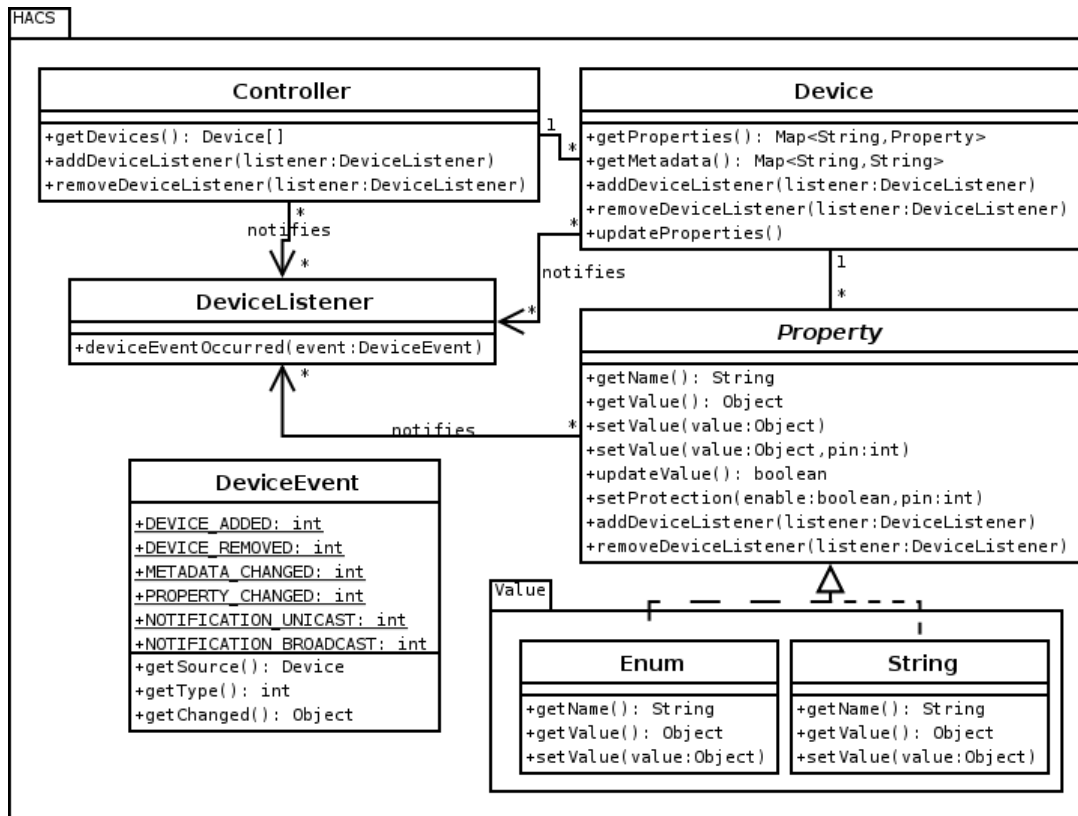 HACS
Controller
+getDevices(): Device[]
+addDeviceListener(listener:DeviceListener)
+removeDeviceListener(listener:DeviceListener)
Device
+getProperties(): Map<String,Property>
+getMetadata(): Map<String,String>
+addDeviceListener(listener:DeviceListener)
+removeDeviceListener(listener:DeviceListener)
+updateProperties()
1
*
*
notifies
*
*
notifies
*
1
*
DeviceListener
+deviceEventOccurred(event:DeviceEvent)
*
notifies
*
Property
+getName(): String
+getValue(): Object
+setValue(value:Object)
+setValue(value:Object,pin:int)
+updateValue(): boolean
+setProtection(enable:boolean,pin:int)
+addDeviceListener(listener:DeviceListener)
+removeDeviceListener(listener:DeviceListener)
DeviceEvent
+DEVICE_ADDED: int
+DEVICE_REMOVED: int
+METADATA_CHANGED: int
+PROPERTY_CHANGED: int
+NOTIFICATION_UNICAST: int
+NOTIFICATION_BROADCAST: int
+getSource(): Device
+getType(): int
+getChanged(): Object
Value
Enum
+getName(): String
+getValue(): Object
+setValue(value:Object)
String
+getName(): String
+getValue(): Object
+setValue(value:Object)